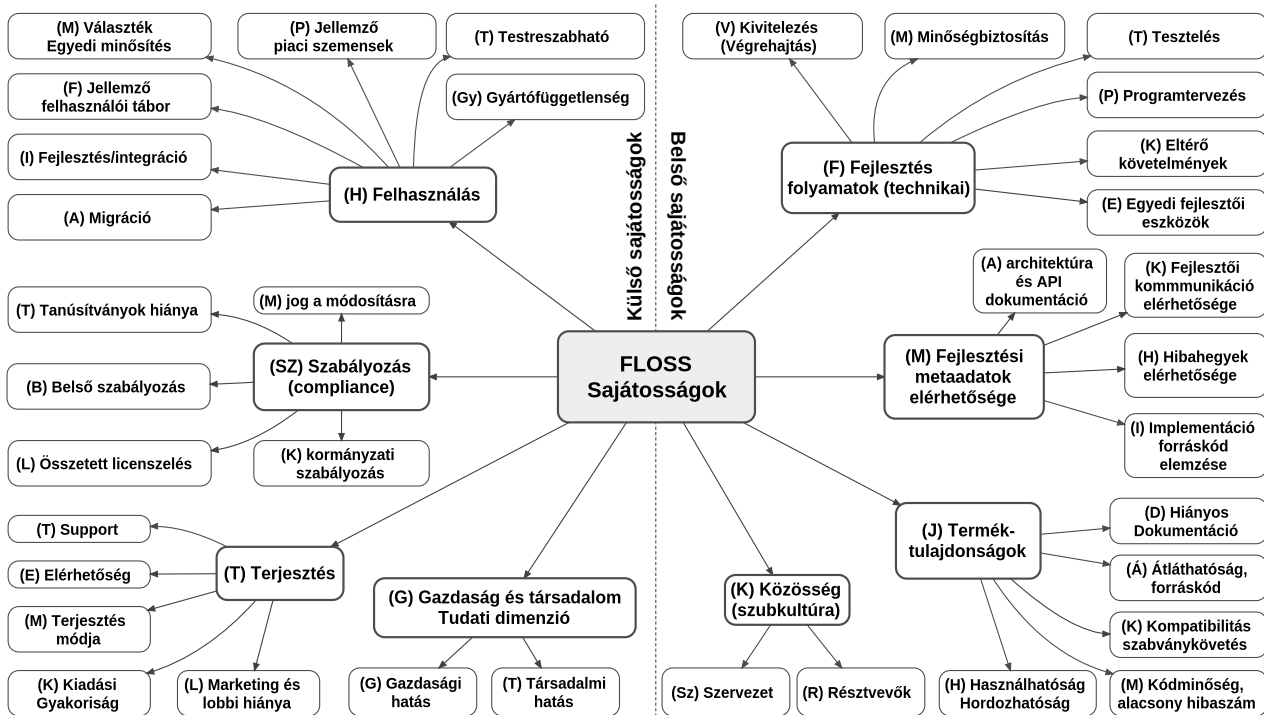 (M) Választék
Egyedi minősítés
(P) Jellemző
piaci szemensek
(T) Testreszabható
(F) Jellemző
felhasználói tábor
(Gy) Gyártófüggetlenség
(I) Fejlesztés/integráció
(A) Migráció
(H) Felhasználás
Külső sajátosságok
Belső sajátosságok
(V) Kivitelezés
(Végrehajtás)
(M) Minőségbiztosítás
(T) Tesztelés
(P) Programtervezés
(K) Eltérő
követelmények
(E) Egyedi fejlesztői
eszközök
(F) Fejlesztés
folyamatok (technikai)
(T) Tanúsítványok hiánya
(M) jog a módosításra
(SZ) Szabályozás
(compliance)
(B) Belső szabályozás
(L) Összetett licenszelés
(K) kormányzati
szabályozás
FLOSS
Sajátosságok
(A) architektúra
és API
dokumentáció
(K) Fejlesztői
kommmunikáció
elérhetősége
(M) Fejlesztési
metaadatok
elérhetősége
(H) Hibahegyek
elérhetősége
(I) Implementáció
forráskód
elemzése
(T) Support
(E) Elérhetőség
(T) Terjesztés
(M) Terjesztés
módja
(K) Kiadási
Gyakoriság
(L) Marketing és
lobbi hiánya
(G) Gazdaság és társadalom
Tudati dimenzió
(G) Gazdasági
hatás
(T) Társadalmi
hatás
(K) Közösség
(szubkultúra)
(Sz) Szervezet
(R) Résztvevők
(J) Termék-
tulajdonságok
(D) Hiányos
Dokumentáció
(Á) Átláthatóság,
forráskód
(K) Kompatibilitás
szabványkövetés
(H) Használhatóság
Hordozhatóság
(M) Kódminőség,
alacsony hibaszám